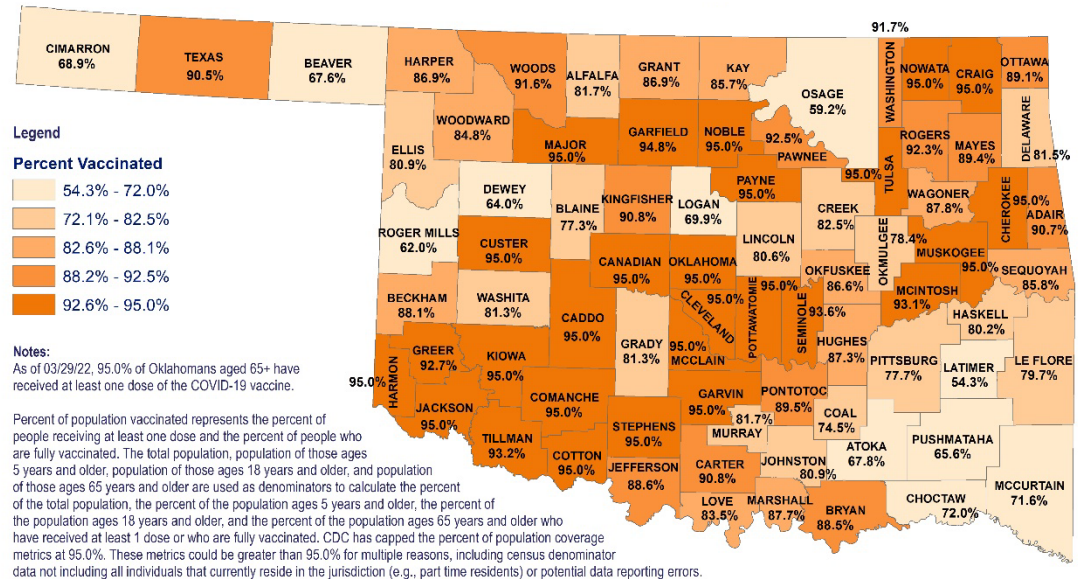 91.7%
CIMARRON
68.9%
TEXAS
90.5%
BEAVER
67.6%
HARPER
86.9%
WOODS
91.6%
ALFALFA
81.7%
GRANT
86.9%
KAY
85.7%
OSAGE
59.2%
WASHINGTON
NOWATA
95.0%
CRAIG
95.0%
OTTAWA
89.1%
WOODWARD
84.8%
ELLIS
80.9%
MAJOR
95.0%
GARFIELD
94.8%
NOBLE
95.0%
92.5%
PAWNEE
ROGERS
92.3%
MAYES
89.4%
DELAWARE
81.5%
DEWEY
64.0%
BLAINE
77.3%
KINGFISHER
90.8%
LOGAN
69.9%
PAYNE
95.0%
95.0%
TULSA
CREEK
82.5%
WAGONER
87.8%
CHEROKEE
95.0%
ADAIR
90.7%
ROGER MILLS
62.0%
CUSTER
95.0%
CANADIAN
95.0%
OKLAHOMA
95.0%
LINCOLN
80.6%
OKMULGEE
78.4%
MUSKOGEE
95.0%
SEQUOYAH
85.8%
BECKHAM
88.1%
WASHITA
81.3%
CADDO
95.0%
GRADY
81.3%
CLEVELAND
95.0%
95.0%
MCCLAIN
POTTAWATOMIE
95.0%
SEMINOLE
93.6%
OKFUSKEE
86.6%
MCINTOSH
93.1%
HASKELL
80.2%
HUGHES
87.3%
PITTSBURG
77.7%
LATIMER
54.3%
LE FLORE
79.7%
95.0%
HARMON
GREER
92.7%
KIOWA
95.0%
JACKSON
95.0%
COMANCHE
95.0%
TILLMAN
93.2%
COTTON
95.0%
STEPHENS
95.0%
GARVIN
95.0%
PONTOTOC
89.5%
COAL
74.5%
81.7%
MURRAY
JEFFERSON
88.6%
CARTER
90.8%
JOHNSTON
80.9%
ATOKA
67.8%
PUSHMATAHA
65.6%
MCCURTAIN
71.6%
LOVE
83.5%
MARSHALL
87.7%
BRYAN
88.5%
CHOCTAW
72.0%
Legend
Percent Vaccinated
54.3% - 72.0%
72.1% - 82.5%
82.6% - 88.1%
88.2% - 92.5%
92.6% - 95.0%
Notes:
As of 03/29/22, 95.0% of Oklahomans aged 65+ have
received at least one dose of the COVID-19 vaccine.
Percent of population vaccinated represents the percent of
people receiving at least one dose and the percent of people who
are fully vaccinated. The total population, population of those ages
5 years and older, population of those ages 18 years and older, and population
of those ages 65 years and older are used as denominators to calculate the percent
of the total population, the percent of the population ages 5 years and older, the percent of
the population ages 18 years and older, and the percent of the population ages 65 years and older who
have received at least 1 dose or who are fully vaccinated. CDC has capped the percent of population coverage
metrics at 95.0%. These metrics could be greater than 95.0% for multiple reasons, including census denominator
data not including all individuals that currently reside in the jurisdiction (e.g., part time residents) or potential data reporting errors.